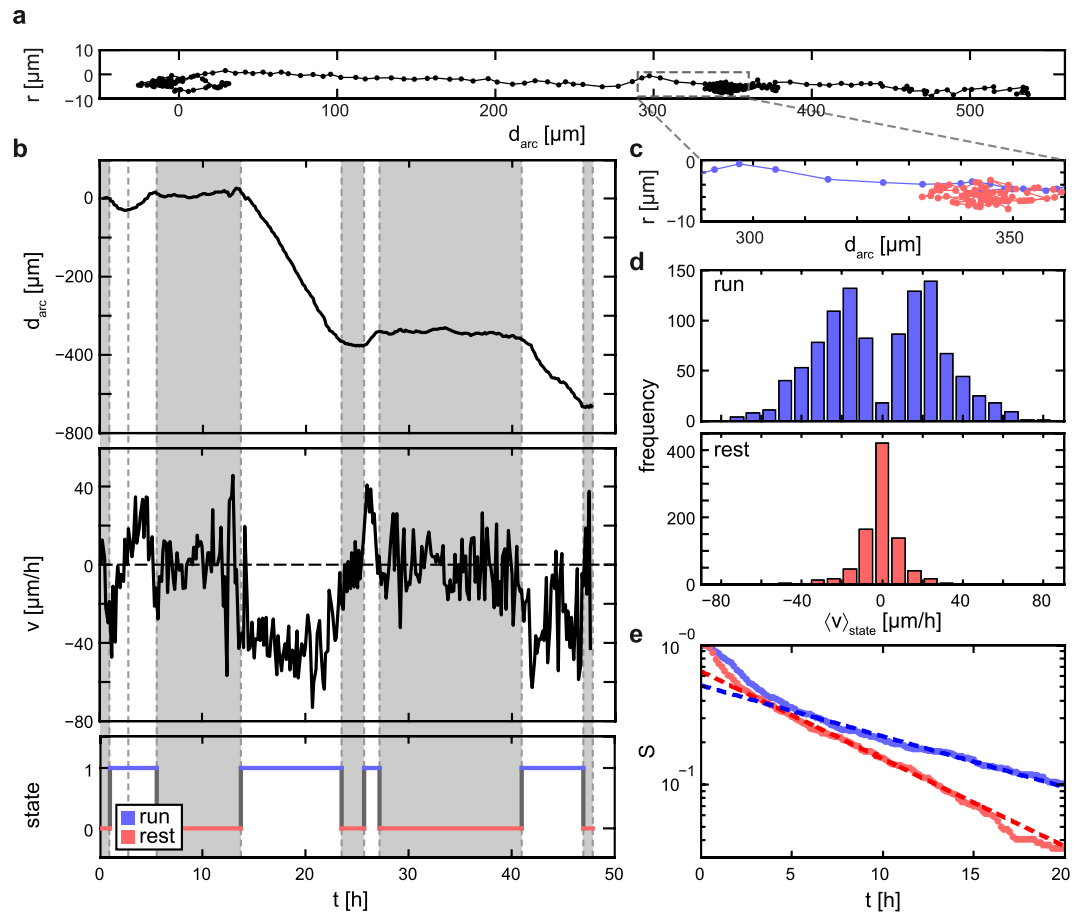 a
r [µm]
10
0
−10
0
100
200
300
400
500
d_arc [µm]
b
d_arc [µm]
0
−200
−400
−600
−800
v [µm/h]
40
0
−40
−80
state
1
0
run
rest
0
10
20
30
40
50
t [h]
c
r [µm]
0
−10
300
350
d_arc [µm]
d
frequency
150
100
50
0
run
400
200
0
rest
−80
−40
0
40
80
⟨v⟩state [µm/h]
e
S
10⁻⁰
10⁻¹
0
5
10
15
20
t [h]